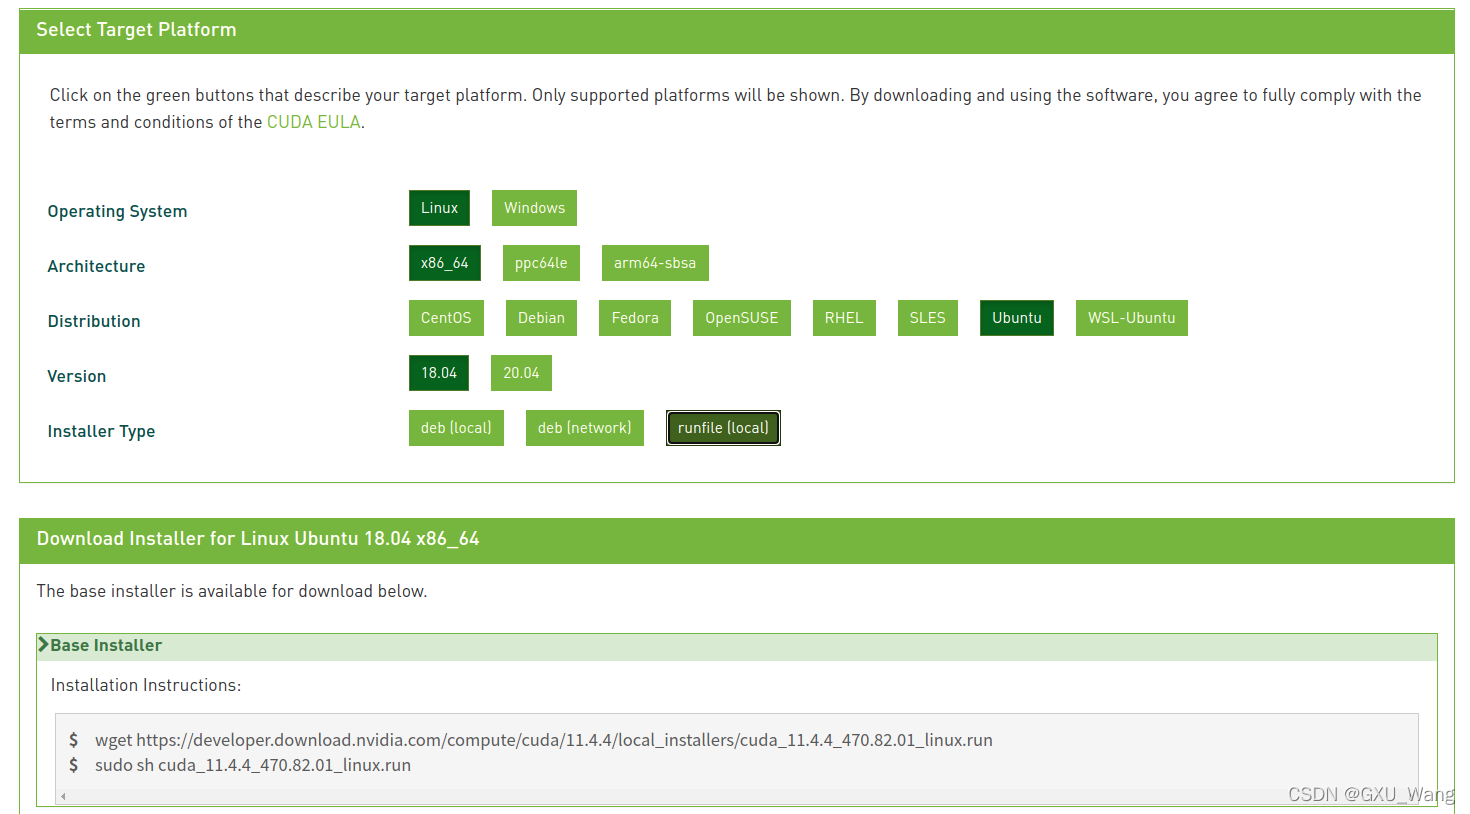 Select Target Platform
Click on the green buttons that describe your target platform. Only supported platforms will be shown. By downloading and using the software, you agree to fully comply with the
terms and conditions of the CUDA EULA.
Operating System Linux Windows
Architecture x86_64 ppc64le arm64-sbsa
Distribution CentOS Debian Fedora OpenSUSE RHEL SLES Ubuntu WSL-Ubuntu
Version 18.04 20.04
Installer Type deb (local) deb (network) runfile (local)
Download Installer for Linux Ubuntu 18.04 x86_64
The base installer is available for download below.
Base Installer
Installation Instructions:
$ wget https://developer.download.nvidia.com/compute/cuda/11.4.4/local_installers/cuda_11.4.4_470.82.01_linux.run
$ sudo sh cuda_11.4.4_470.82.01_linux.run
CSDN @GXU_Wang